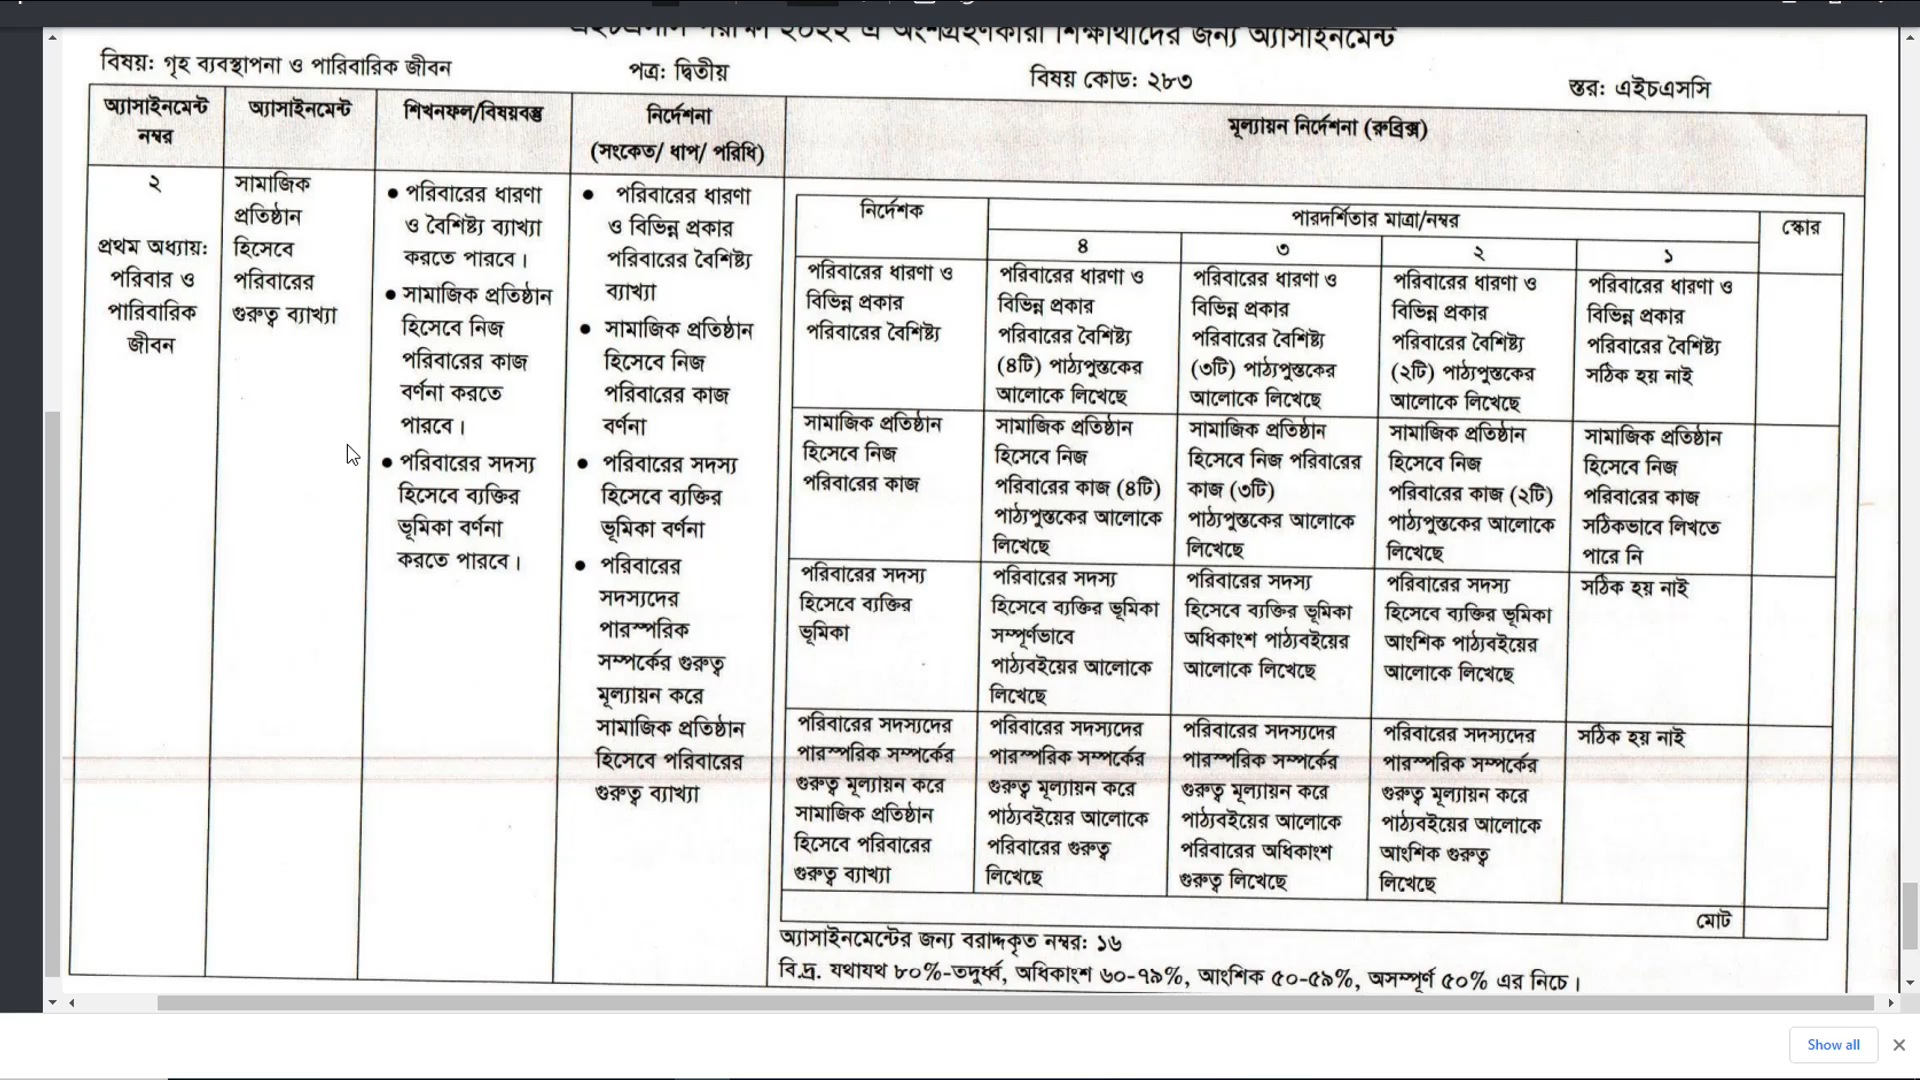 এইচএসসি পরীক্ষা ২০২২ এ অংশগ্রহণকারী শিক্ষার্থীদের জন্য অ্যাসাইনমেন্ট
বিষয়: গৃহ ব্যবস্থাপনা ও পারিবারিক জীবন
পত্র: দ্বিতীয়
বিষয় কোড: ২৮৩
স্তর: এইচএসসি
অ্যাসাইনমেন্ট
নম্বর
অ্যাসাইনমেন্ট
শিখনফল/বিষয়বস্তু
নির্দেশনা
(সংকেত/ ধাপ/ পরিধি)
মূল্যায়ন নির্দেশনা (রুব্রিক্স)
২
প্রথম অধ্যায়:
পরিবার ও
পারিবারিক
জীবন
সামাজিক
প্রতিষ্ঠান
হিসেবে
পরিবারের
গুরুত্ব ব্যাখ্যা
● পরিবারের ধারণা
ও বৈশিষ্ট্য ব্যাখ্যা
করতে পারবে।
● সামাজিক প্রতিষ্ঠান
হিসেবে নিজ
পরিবারের কাজ
বর্ণনা করতে
পারবে।
● পরিবারের সদস্য
হিসেবে ব্যক্তির
ভূমিকা বর্ণনা
করতে পারবে।
● পরিবারের ধারণা
ও বিভিন্ন প্রকার
পরিবারের বৈশিষ্ট্য
ব্যাখ্যা
● সামাজিক প্রতিষ্ঠান
হিসেবে নিজ
পরিবারের কাজ
বর্ণনা
● পরিবারের সদস্য
হিসেবে ব্যক্তির
ভূমিকা বর্ণনা
● পরিবারের
সদস্যদের
পারস্পরিক
সম্পর্কের গুরুত্ব
মূল্যায়ন করে
সামাজিক প্রতিষ্ঠান
হিসেবে পরিবারের
গুরুত্ব ব্যাখ্যা
নির্দেশক
পারদর্শিতার মাত্রা/নম্বর
স্কোর
৪
৩
২
১
পরিবারের ধারণা ও
বিভিন্ন প্রকার
পরিবারের বৈশিষ্ট্য
পরিবারের ধারণা ও
বিভিন্ন প্রকার
পরিবারের বৈশিষ্ট্য
(৪টি) পাঠ্যপুস্তকের
আলোকে লিখেছে
পরিবারের ধারণা ও
বিভিন্ন প্রকার
পরিবারের বৈশিষ্ট্য
(৩টি) পাঠ্যপুস্তকের
আলোকে লিখেছে
পরিবারের ধারণা ও
বিভিন্ন প্রকার
পরিবারের বৈশিষ্ট্য
(২টি) পাঠ্যপুস্তকের
আলোকে লিখেছে
পরিবারের ধারণা ও
বিভিন্ন প্রকার
পরিবারের বৈশিষ্ট্য
সঠিক হয় নাই
সামাজিক প্রতিষ্ঠান
হিসেবে নিজ
পরিবারের কাজ
সামাজিক প্রতিষ্ঠান
হিসেবে নিজ
পরিবারের কাজ (৪টি)
পাঠ্যপুস্তকের আলোকে
লিখেছে
সামাজিক প্রতিষ্ঠান
হিসেবে নিজ পরিবারের
কাজ (৩টি)
পাঠ্যপুস্তকের আলোকে
লিখেছে
সামাজিক প্রতিষ্ঠান
হিসেবে নিজ
পরিবারের কাজ (২টি)
পাঠ্যপুস্তকের আলোকে
লিখেছে
সামাজিক প্রতিষ্ঠান
হিসেবে নিজ
পরিবারের কাজ
সঠিকভাবে লিখতে
পারে নি
পরিবারের সদস্য
হিসেবে ব্যক্তির
ভূমিকা
পরিবারের সদস্য
হিসেবে ব্যক্তির ভূমিকা
সম্পূর্ণভাবে
পাঠ্যবইয়ের আলোকে
লিখেছে
পরিবারের সদস্য
হিসেবে ব্যক্তির ভূমিকা
অধিকাংশ পাঠ্যবইয়ের
আলোকে লিখেছে
পরিবারের সদস্য
হিসেবে ব্যক্তির ভূমিকা
আংশিক পাঠ্যবইয়ের
আলোকে লিখেছে
সঠিক হয় নাই
পরিবারের সদস্যদের
পারস্পরিক সম্পর্কের
গুরুত্ব মূল্যায়ন করে
সামাজিক প্রতিষ্ঠান
হিসেবে পরিবারের
গুরুত্ব ব্যাখ্যা
পরিবারের সদস্যদের
পারস্পরিক সম্পর্কের
গুরুত্ব মূল্যায়ন করে
পাঠ্যবইয়ের আলোকে
পরিবারের গুরুত্ব
লিখেছে
পরিবারের সদস্যদের
পারস্পরিক সম্পর্কের
গুরুত্ব মূল্যায়ন করে
পাঠ্যবইয়ের আলোকে
পরিবারের অধিকাংশ
গুরুত্ব লিখেছে
পরিবারের সদস্যদের
পারস্পরিক সম্পর্কের
গুরুত্ব মূল্যায়ন করে
পাঠ্যবইয়ের আলোকে
আংশিক গুরুত্ব
লিখেছে
সঠিক হয় নাই
মোট
অ্যাসাইনমেন্টের জন্য বরাদ্দকৃত নম্বর: ১৬
বি.দ্র. যথাযথ ৮০%-তদূর্ধ্ব, অধিকাংশ ৬০-৭৯%, আংশিক ৫০-৫৯%, অসম্পূর্ণ ৫০% এর নিচে।
Show all